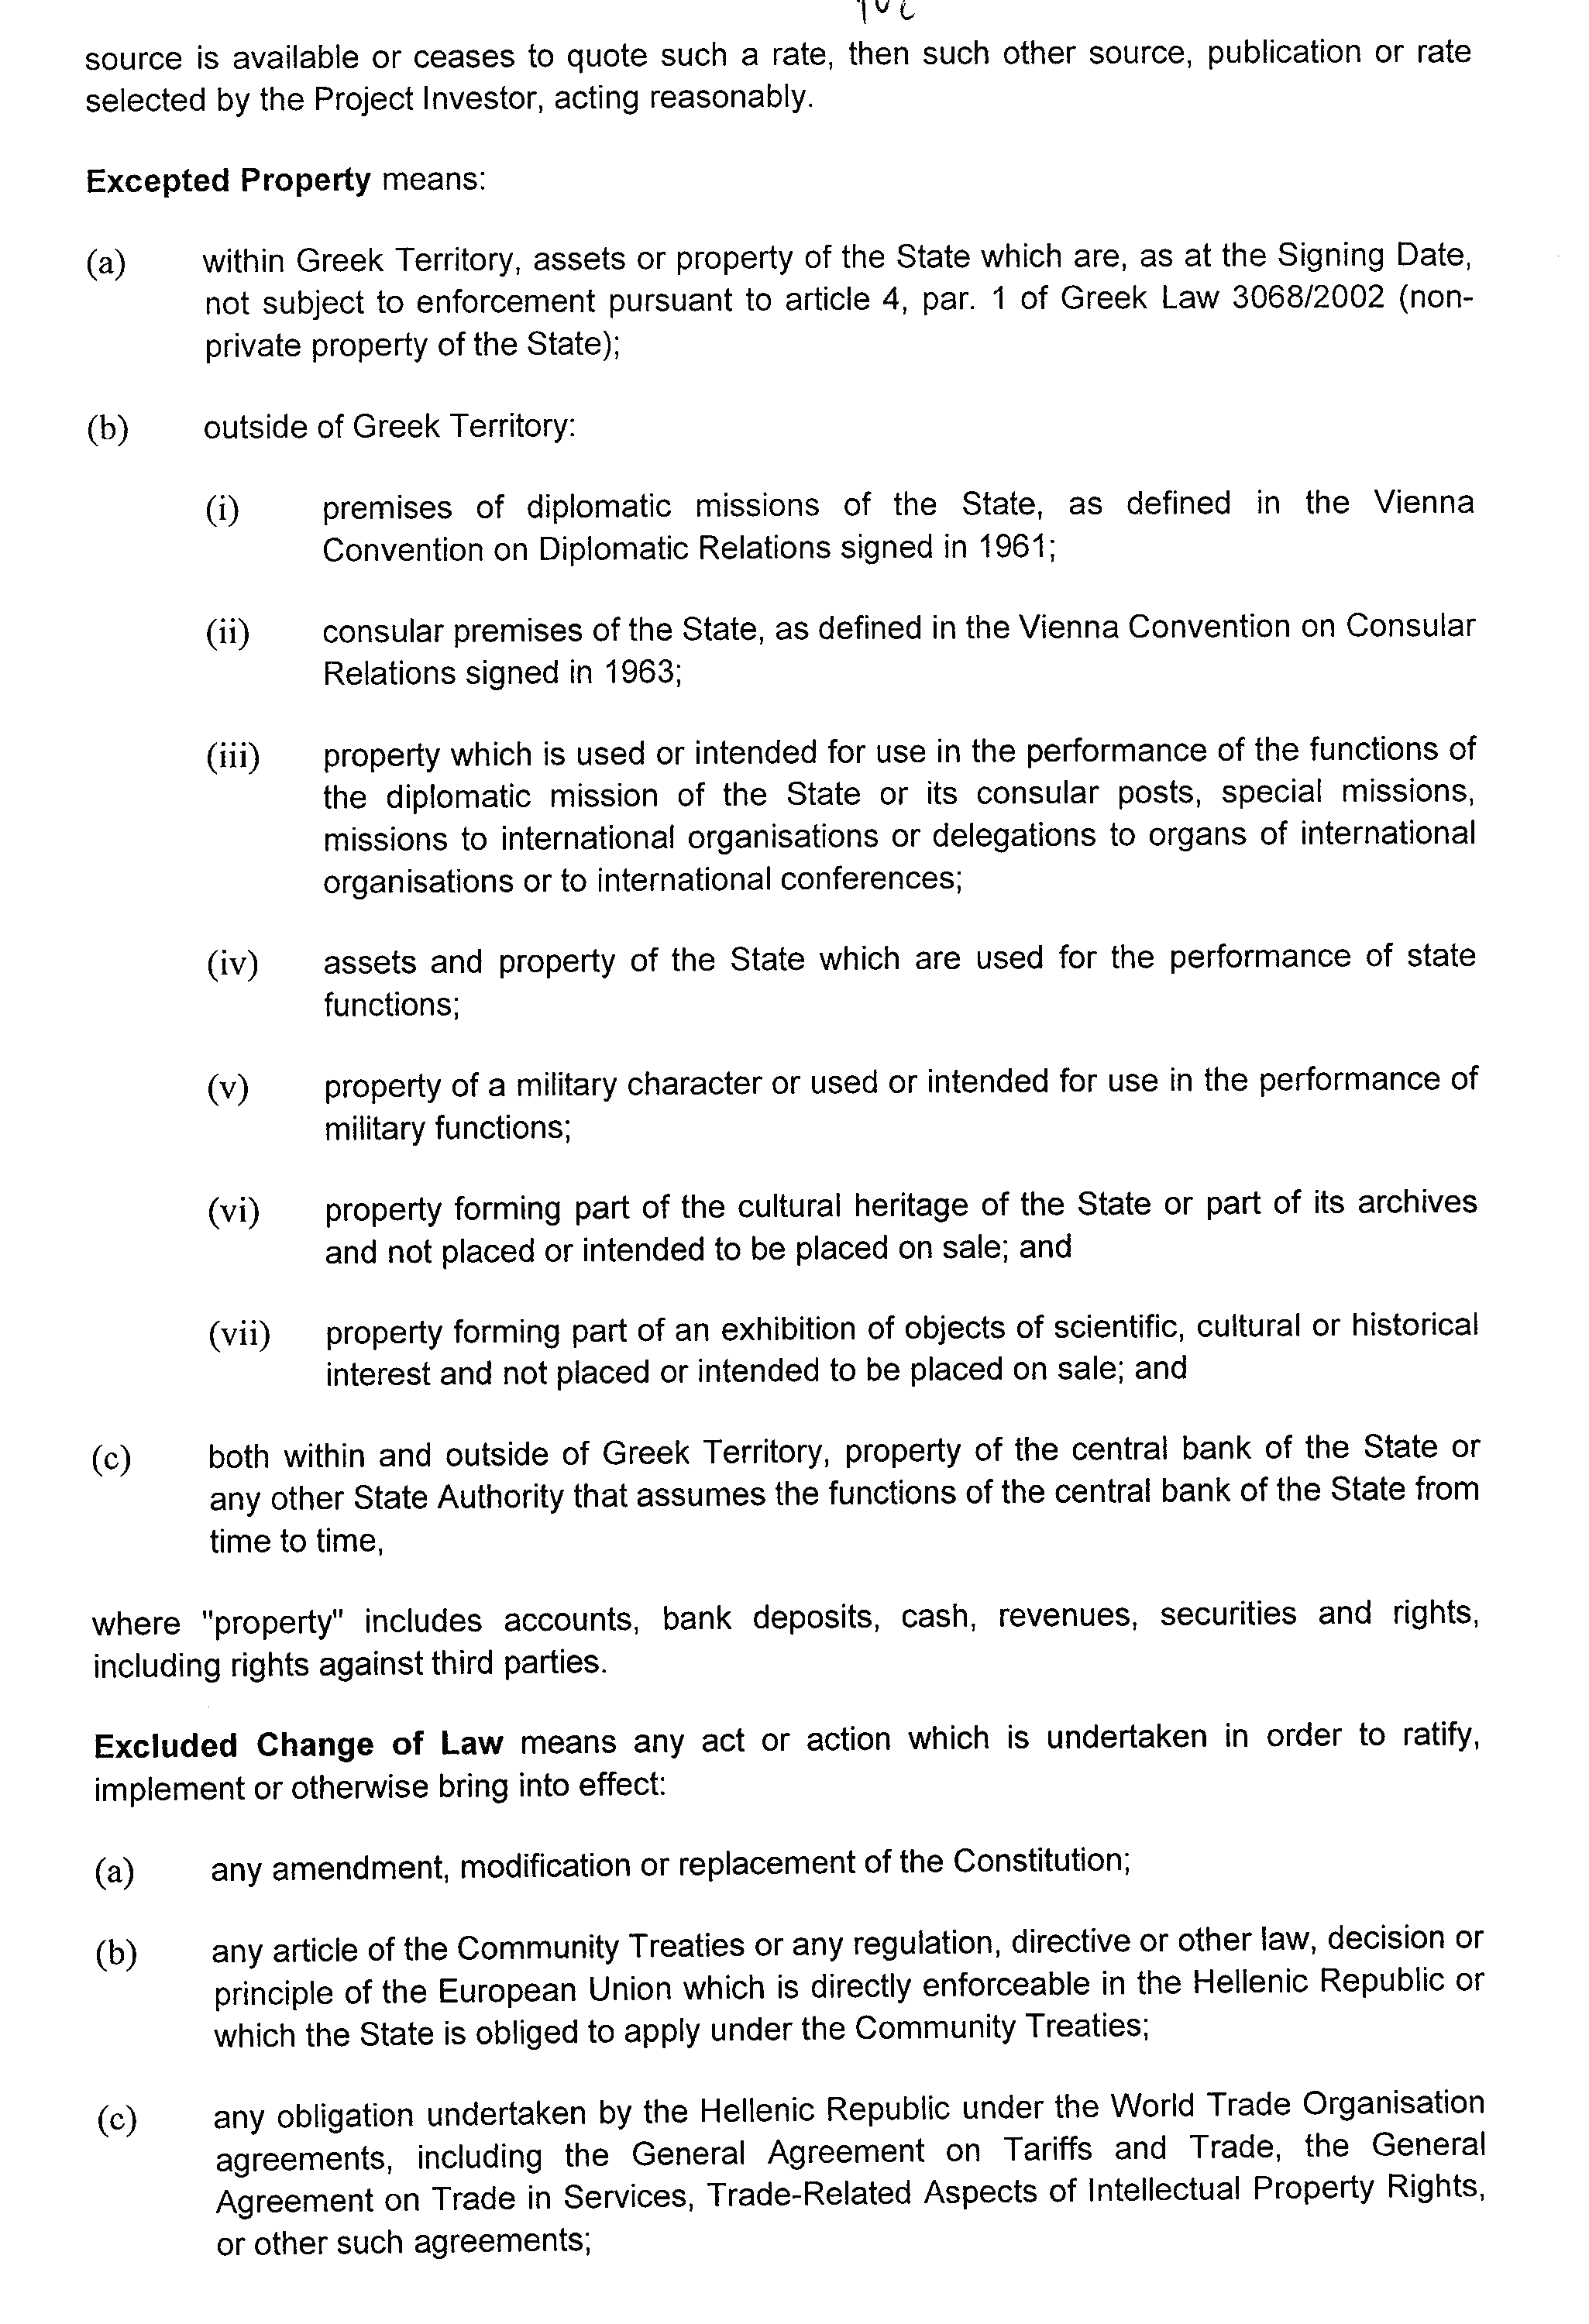 source is available or ceases to quote such a rate, then such other source, publication or rate
selected by the Project Investor, acting reasonably.
Excepted Property means:
(a) within Greek Territory, assets or property of the State which are, as at the Signing Date,
not subject to enforcement pursuant to article 4, par. 1 of Greek Law 3068/2002 (non-
private property of the State);
(b) outside of Greek Territory:
(i) premises of diplomatic missions of the State, as defined in the Vienna
Convention on Diplomatic Relations signed in 1961;
(ii) consular premises of the State, as defined in the Vienna Convention on Consular
Relations signed in 1963;
(iii) property which is used or intended for use in the performance of the functions of
the diplomatic mission of the State or its consular posts, special missions,
missions to international organisations or delegations to organs of international
organisations or to international conferences;
(iv) assets and property of the State which are used for the performance of state
functions;
(v) property of a military character or used or intended for use in the performance of
military functions;
(vi) property forming part of the cultural heritage of the State or part of its archives
and not placed or intended to be placed on sale; and
(vii) property forming part of an exhibition of objects of scientific, cultural or historical
interest and not placed or intended to be placed on sale; and
(c) both within and outside of Greek Territory, property of the central bank of the State or
any other State Authority that assumes the functions of the central bank of the State from
time to time,
where "property" includes accounts, bank deposits, cash, revenues, securities and rights,
including rights against third parties.
Excluded Change of Law means any act or action which is undertaken in order to ratify,
implement or otherwise bring into effect:
(a) any amendment, modification or replacement of the Constitution;
(b) any article of the Community Treaties or any regulation, directive or other law, decision or
principle of the European Union which is directly enforceable in the Hellenic Republic or
which the State is obliged to apply under the Community Treaties;
(c) any obligation undertaken by the Hellenic Republic under the World Trade Organisation
agreements, including the General Agreement on Tariffs and Trade, the General
Agreement on Trade in Services, Trade-Related Aspects of Intellectual Property Rights,
or other such agreements;